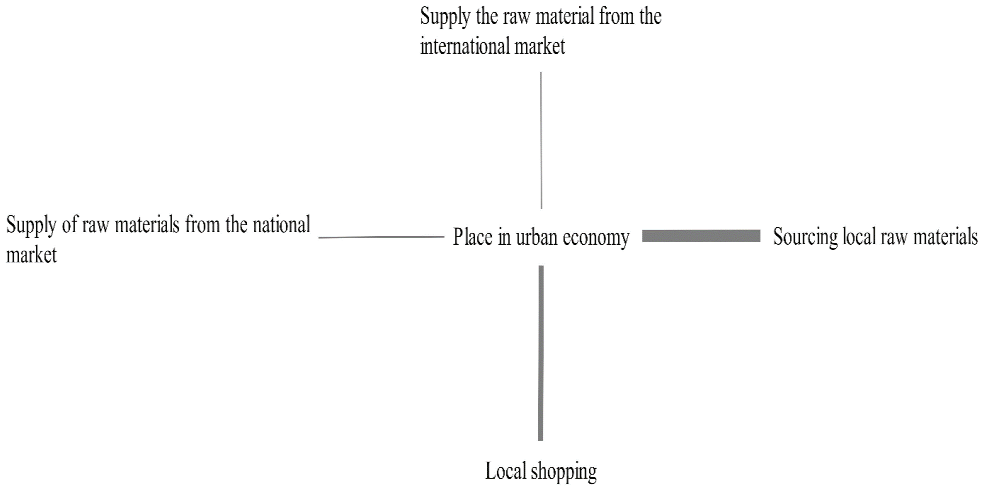 Supply the raw material from the
international market
Supply of raw materials from the national
market
Place in urban economy
Sourcing local raw materials
Local shopping